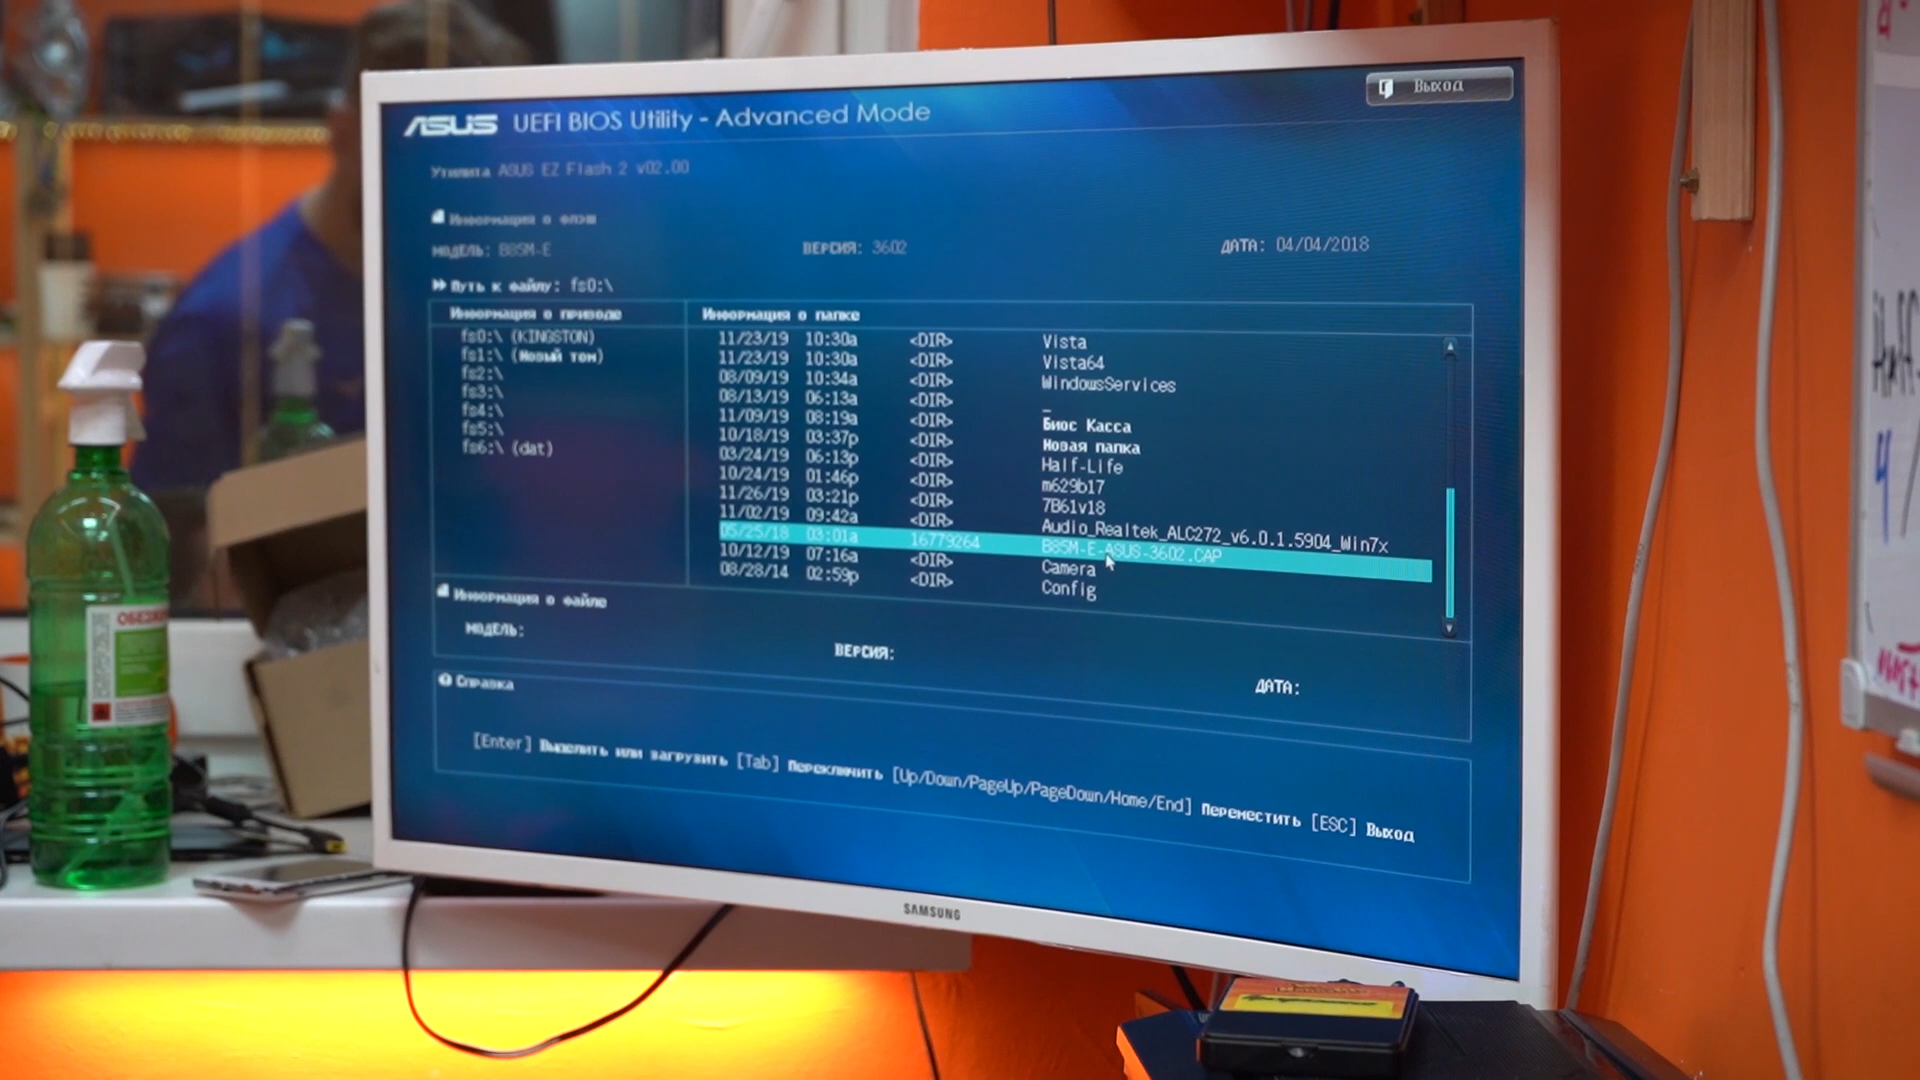 Выход
ASUS UEFI BIOS Utility - Advanced Mode
Утилита ASUS EZ Flash 2 v02.00
Информация о флэш
МОДЕЛЬ: B85M-E ВЕРСИЯ: 3602 ДАТА: 04/04/2018
Путь к файлу: fs0:\
Информация о приводе
fs0:\ (KINGSTON)
fs1:\ (Новый том)
fs2:\
fs3:\
fs4:\
fs5:\
fs6:\ (dat)
Информация о папке
11/23/19 10:30a <DIR> Vista
11/23/19 10:30a <DIR> Vista64
08/09/19 10:34a <DIR> WindowsServices
08/13/19 06:13a <DIR> _
11/09/19 08:19a <DIR> Биос Касса
10/18/19 03:37p <DIR> Новая папка
03/24/19 06:13p <DIR> Half-Life
10/24/19 01:46p <DIR> m629b17
11/26/19 03:21p <DIR> 7B61v18
11/02/19 09:42a <DIR> Audio_Realtek_ALC272_v6.0.1.5904_Win7x
05/25/18 03:01a 16779264 B85M-E-ASUS-3602.CAP
10/12/19 07:16a <DIR> Camera
08/28/14 02:59p <DIR> Config
Информация о файле
МОДЕЛЬ: ВЕРСИЯ: ДАТА:
Справка
[Enter] Выделить или загрузить [Tab] Переключить [Up/Down/PageUp/PageDown/Home/End] Переместить [ESC] Выход
SAMSUNG